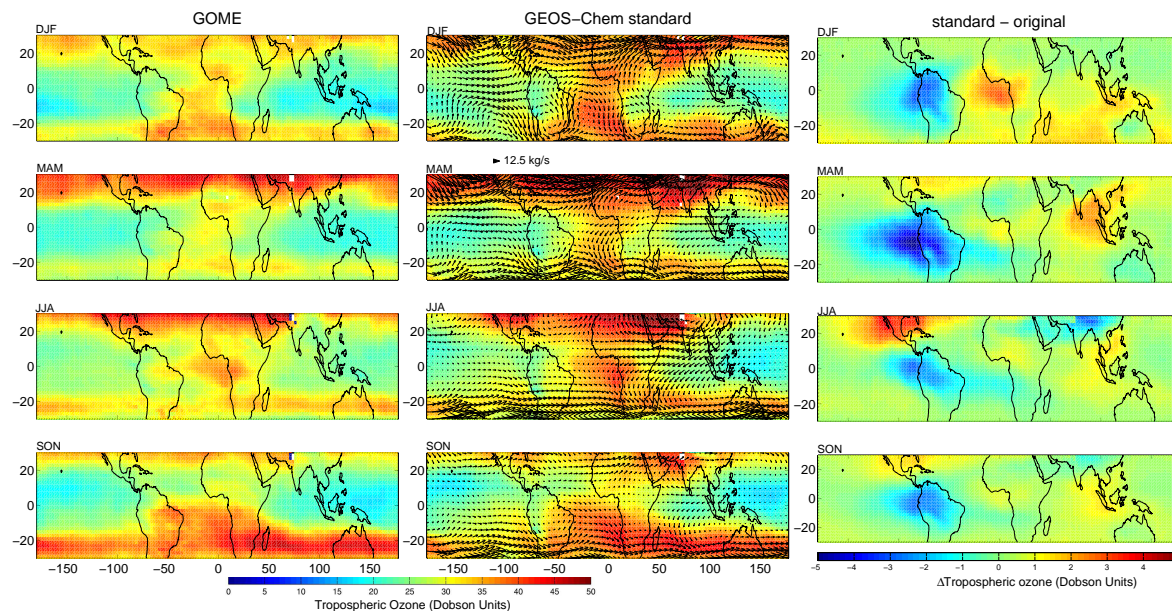 GOME
GEOS−Chem standard
standard − original
DJF
DJF
DJF
20
0
−20
20
0
−20
20
0
−20
12.5 kg/s
MAM
MAM
MAM
20
0
−20
20
0
−20
20
0
−20
JJA
JJA
JJA
20
0
−20
20
0
−20
20
0
−20
SON
SON
SON
20
0
−20
20
0
−20
20
0
−20
−150 −100 −50 0 50 100 150
−150 −100 −50 0 50 100 150
0 5 10 15 20 25 30 35 40 45 50
Tropospheric Ozone (Dobson Units)
−5 −4 −3 −2 −1 0 1 2 3 4
ΔTropospheric ozone (Dobson Units)